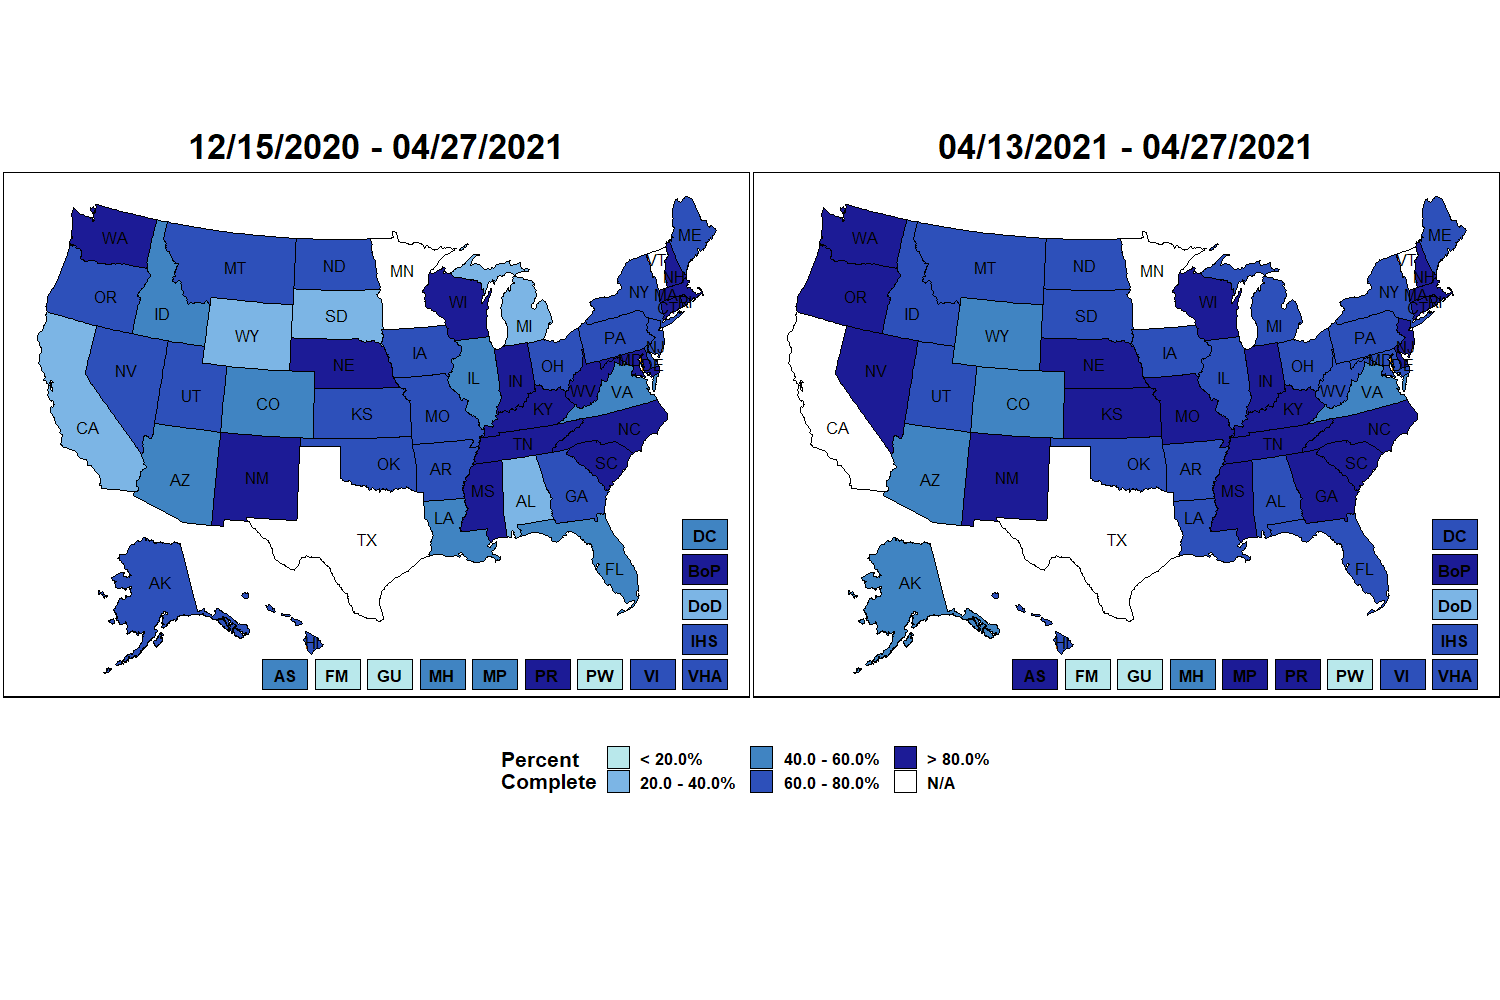 12/15/2020 - 04/27/2021
WA
MT
ND
MN
ME
VT
NH
OR
ID
WY
SD
WI
MI
NY
MA
CT
RI
NV
UT
CO
NE
IA
IL
IN
OH
PA
NJ
MD
DE
CA
KS
MO
KY
WV
VA
AZ
NM
OK
AR
TN
NC
SC
MS
AL
GA
TX
LA
FL
AK
HI
DC
BoP
DoD
IHS
AS FM GU MH MP PR PW VI VHA
04/13/2021 - 04/27/2021
WA
MT
ND
MN
ME
VT
NH
OR
ID
WY
SD
WI
MI
NY
MA
CT
RI
NV
UT
CO
NE
IA
IL
IN
OH
PA
NJ
MD
DE
CA
KS
MO
KY
WV
VA
AZ
NM
OK
AR
TN
NC
SC
MS
AL
GA
TX
LA
FL
AK
HI
DC
BoP
DoD
IHS
AS FM GU MH MP PR PW VI VHA
Percent
Complete
< 20.0%
20.0 - 40.0%
40.0 - 60.0%
60.0 - 80.0%
> 80.0%
N/A